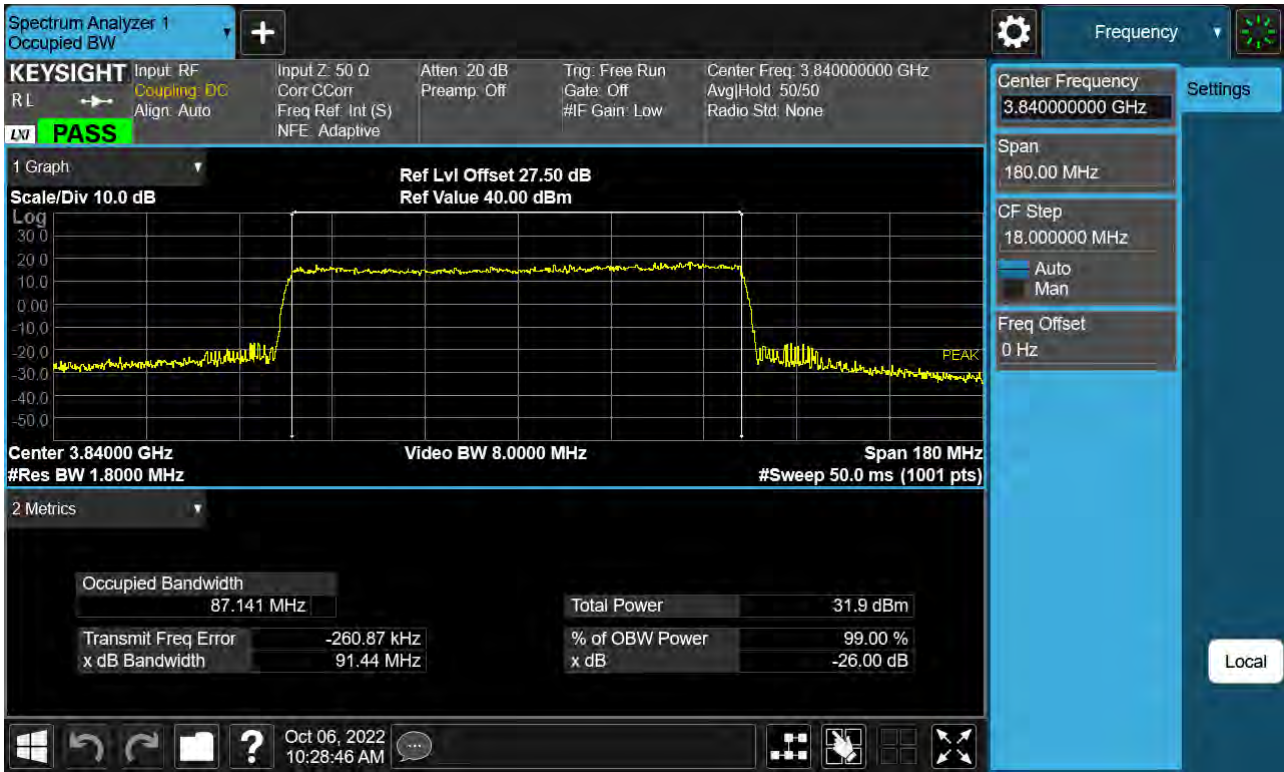 Spectrum Analyzer 1
Occupied BW
Frequency
KEYSIGHT
RL
LXI PASS
Input: RF
Coupling: DC
Align: Auto
Input Z: 50 Ω
Corr CCorr
Freq Ref: Int (S)
NFE: Adaptive
Atten: 20 dB
Preamp: Off
Trig: Free Run
Gate: Off
#IF Gain: Low
Center Freq: 3.840000000 GHz
Avg|Hold: 50/50
Radio Std: None
Center Frequency
3.840000000 GHz
Settings
Span
180.00 MHz
CF Step
18.000000 MHz
Auto
Man
Freq Offset
0 Hz
1 Graph
Scale/Div 10.0 dB
Ref Lvl Offset 27.50 dB
Ref Value 40.00 dBm
Log
30.0
20.0
10.0
0.00
-10.0
-20.0
-30.0
-40.0
-50.0
PEAK
Center 3.84000 GHz
#Res BW 1.8000 MHz
Video BW 8.0000 MHz
Span 180 MHz
#Sweep 50.0 ms (1001 pts)
2 Metrics
Occupied Bandwidth
87.141 MHz
Total Power 31.9 dBm
Transmit Freq Error -260.87 kHz
% of OBW Power 99.00 %
x dB Bandwidth 91.44 MHz
x dB -26.00 dB
Local
Oct 06, 2022
10:28:46 AM